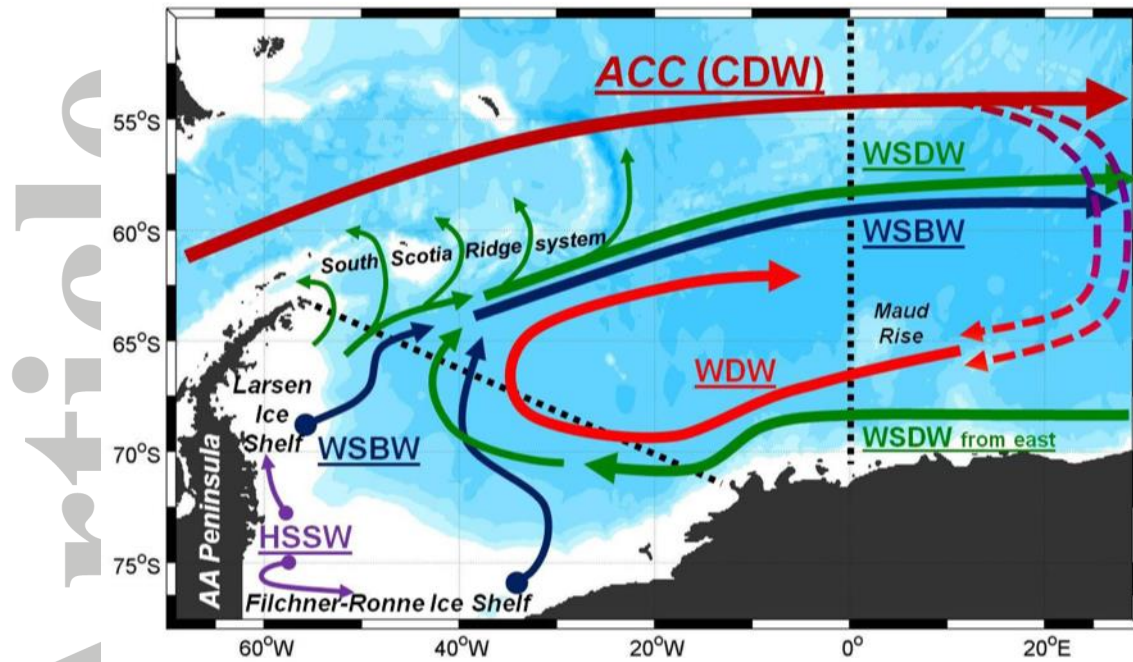 Article
ACC (CDW)
55°S
WSDW
60°S
WSBW
South Scotia Ridge system
Maud
Rise
65°S
WDW
Larsen
Ice
Shelf
WSBW
WSDW from east
70°S
AA Peninsula
HSSW
75°S
Filchner-Ronne Ice Shelf
60°W 40°W 20°W 0° 20°E